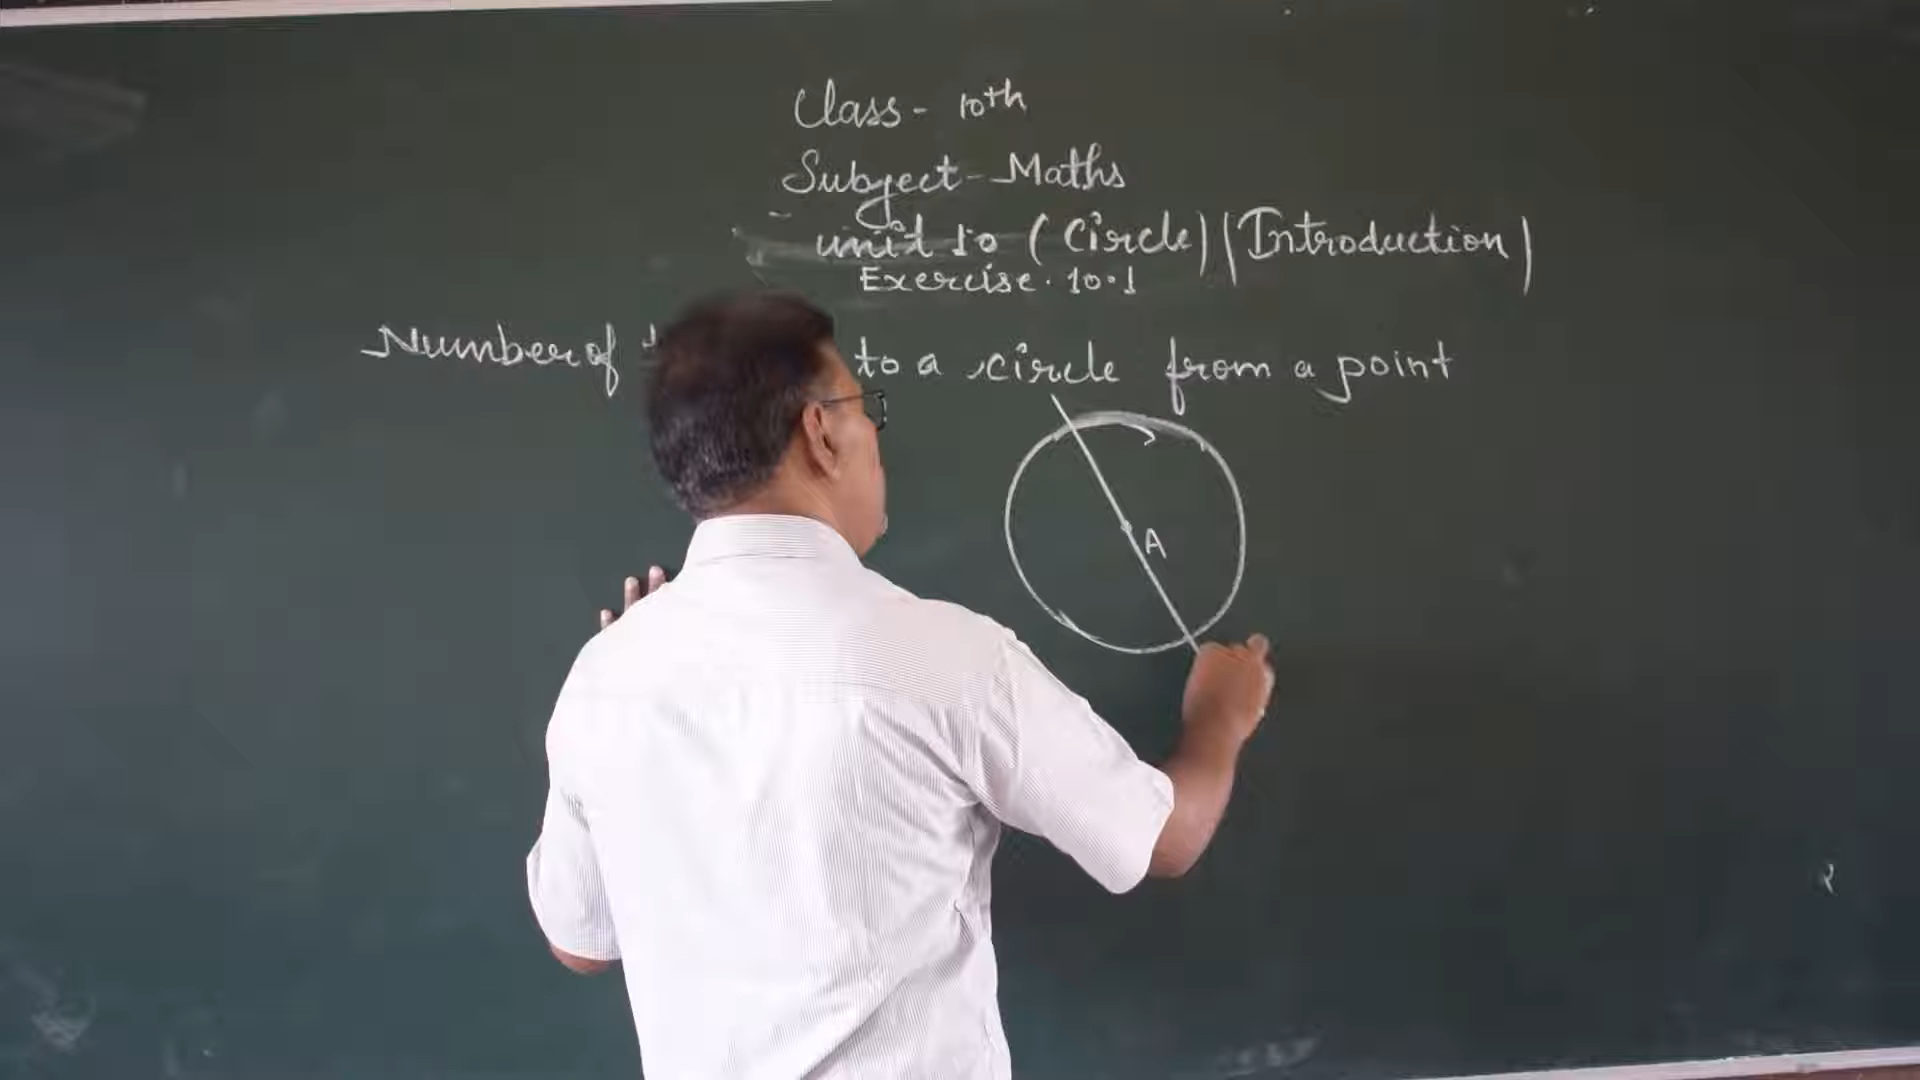 Class - 10th
Subject - Maths
unit 10 (Circle) (Introduction)
Exercise. 10.1
Number of to a circle from a point
A